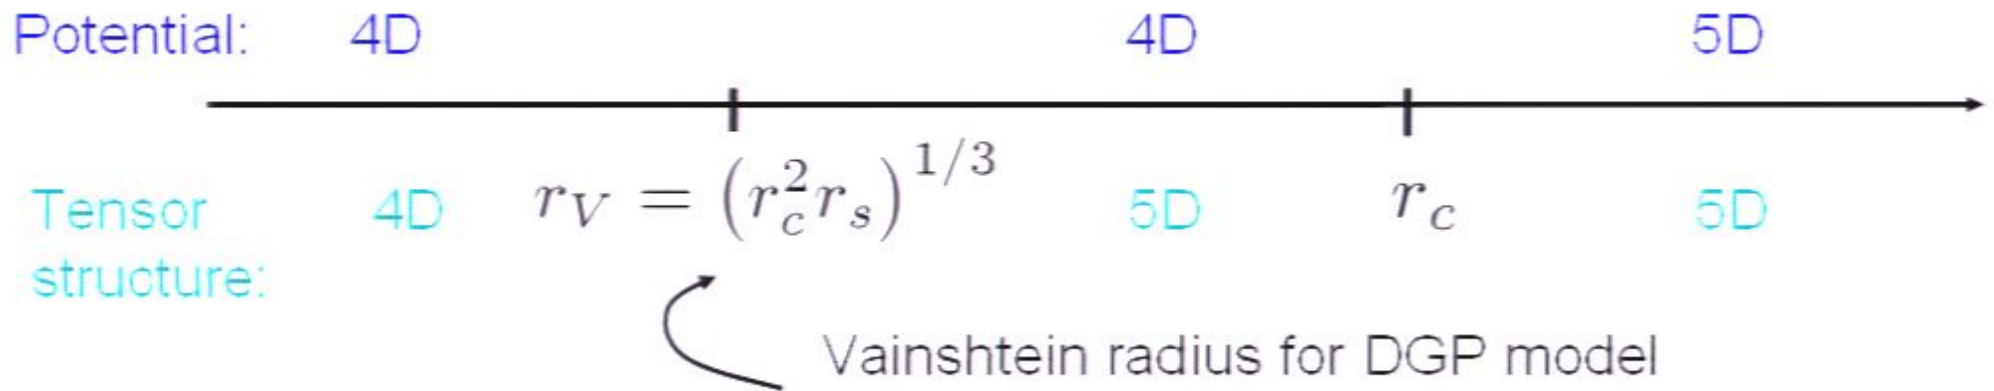 Potential: 4D 4D 5D
Tensor structure: 4D r_V = (r_c^2 r_s)^{1/3} 5D r_c 5D
Vainshtein radius for DGP model